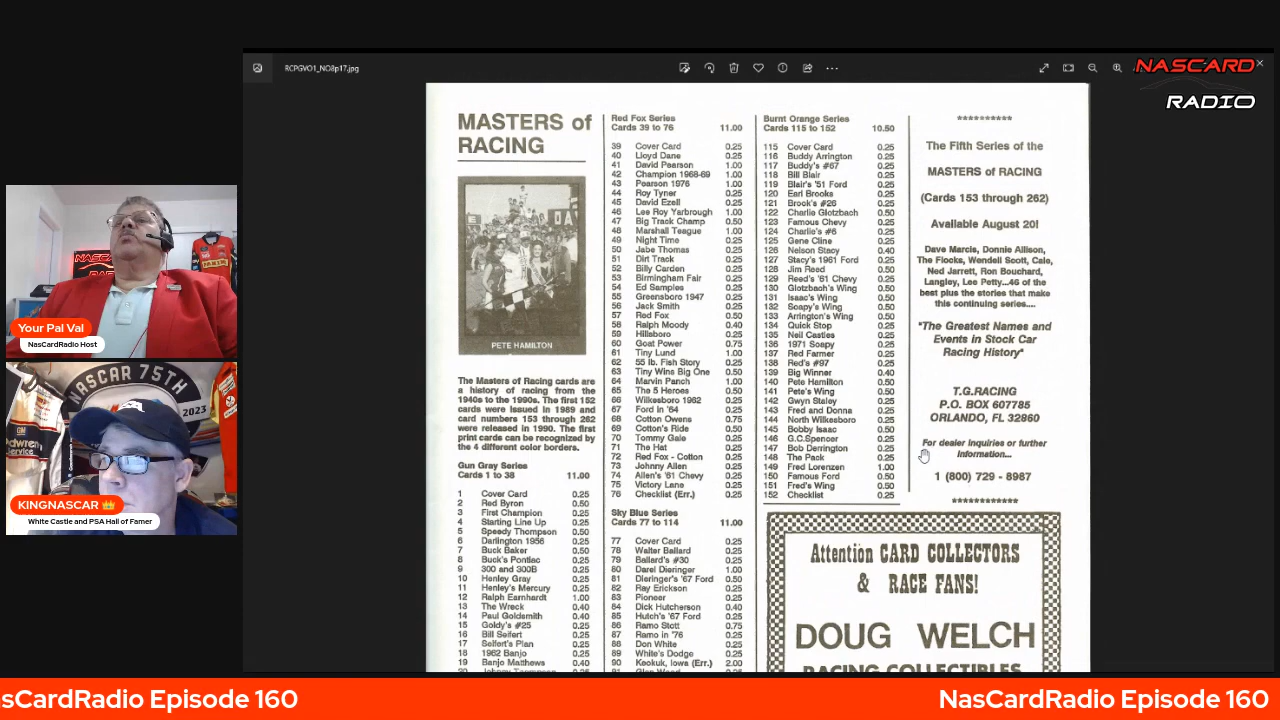 RCPGVO1_NO8p17.jpg
NASCARD
RADIO
MASTERS of
RACING
PETE HAMILTON
The Masters of Racing cards are
a history of racing from the
1940s to the 1990s. The first 152
cards were issued in 1989 and
card numbers 153 through 262
were released in 1990. The first
print cards can be recognized by
the 4 different color borders.
Gun Gray Series
Cards 1 to 38 11.00
1 Cover Card 0.25
2 Red Byron 0.50
3 First Champion 0.25
4 Starting Line Up 0.25
5 Speedy Thompson 0.25
6 Darlington 1956 0.25
7 Buck Baker 0.50
8 Buck's Pontiac 0.25
9 300 and 300B 0.25
10 Henley Gray 0.25
11 Henley's Mercury 0.25
12 Ralph Earnhardt 1.00
13 The Wreck 0.40
14 Paul Goldsmith 0.40
15 Goldy's #25 0.25
16 Bill Seifert 0.25
17 Seifert's Plan 0.25
18 1962 Banjo 0.25
19 Banjo Matthews 0.40
Red Fox Series
Cards 39 to 76 11.00
39 Cover Card 0.25
40 Lloyd Dane 0.25
41 David Pearson 1.00
42 Champion 1968-69 1.00
43 Pearson 1976 1.00
44 Roy Tyner 0.25
45 David Ezell 0.25
46 Lee Roy Yarbrough 1.00
47 Big Track Champ 0.50
48 Marshall Teague 1.00
49 Night Time 0.25
50 Jabe Thomas 0.25
51 Dirt Track 0.25
52 Billy Carden 0.25
53 Birmingham Fair 0.25
54 Ed Samples 0.25
55 Greensboro 1947 0.25
56 Jack Smith 0.25
57 Red Fox 0.50
58 Ralph Moody 0.40
59 Hillsboro 0.25
60 Goat Power 0.75
61 Tiny Lund 1.00
62 55 lb. Fish Story 0.25
63 Tiny Wins Big One 0.50
64 Marvin Panch 1.00
65 The 5 Heroes 0.50
66 Wilkesboro 1962 0.25
67 Ford in '64 0.25
68 Cotton Owens 0.75
69 Cotton's Ride 0.50
70 Tommy Gale 0.25
71 The Hat 0.25
72 Red Fox - Cotton 0.25
73 Johnny Allen 0.25
74 Allen's '61 Chevy 0.25
75 Victory Lane 0.25
76 Checklist (Err.) 0.25
Sky Blue Series
Cards 77 to 114 11.00
77 Cover Card 0.25
78 Walter Ballard 0.25
79 Ballard's #30 0.25
80 Darel Dieringer 1.00
81 Dieringer's '67 Ford 0.50
82 Ray Erickson 0.25
83 Pioneer 0.25
84 Dick Hutcherson 0.40
85 Hutch's '67 Ford 0.25
86 Ramo Stott 0.75
87 Ramo in '76 0.25
88 Don White 0.25
89 White's Dodge 0.25
90 Keokuk, Iowa (Err.) 2.00
Burnt Orange Series
Cards 115 to 152 10.50
115 Cover Card 0.25
116 Buddy Arrington 0.25
117 Buddy's #67 0.25
118 Bill Blair 0.25
119 Blair's '51 Ford 0.25
120 Earl Brooks 0.25
121 Brook's #26 0.25
122 Charlie Glotzbach 0.50
123 Famous Chevy 0.25
124 Charlie's #6 0.25
125 Gene Cline 0.25
126 Nelson Stacy 0.40
127 Stacy's 1961 Ford 0.25
128 Jim Reed 0.50
129 Reed's '61 Chevy 0.25
130 Glotzbach's Wing 0.50
131 Isaac's Wing 0.50
132 Soapy's Wing 0.50
133 Arrington's Wing 0.50
134 Quick Stop 0.25
135 Neil Castles 0.25
136 1971 Soapy 0.25
137 Red Farmer 0.50
138 Red's #97 0.25
139 Big Winner 0.40
140 Pete Hamilton 0.50
141 Pete's Wing 0.50
142 Gwyn Staley 0.25
143 Fred and Donna 0.25
144 North Wilkesboro 0.25
145 Bobby Isaac 0.50
146 G.C.Spencer 0.25
147 Bob Derrington 0.25
148 The Pack 0.25
149 Fred Lorenzen 1.00
150 Famous Ford 0.50
151 Fred's Wing 0.50
152 Checklist 0.25
**********
The Fifth Series of the
MASTERS of RACING
(Cards 153 through 262)
Available August 20!
Dave Marcis, Donnie Allison,
The Flocks, Wendell Scott, Cale,
Ned Jarrett, Ron Bouchard,
Langley, Lee Petty...46 of the
best plus the stories that make
this continuing series....
"The Greatest Names and
Events in Stock Car
Racing History"
T.G.RACING
P.O. BOX 607785
ORLANDO, FL 32860
For dealer inquiries or further
information...
1 (800) 729 - 8987
************
Attention CARD COLLECTORS
& RACE FANS!
DOUG WELCH
RACING COLLECTIBLES
Your Pal Val
NasCardRadio Host
NASCAR 75TH
2023
KINGNASCAR 👑
White Castle and PSA Hall of Famer
sCardRadio Episode 160
NasCardRadio Episode 160